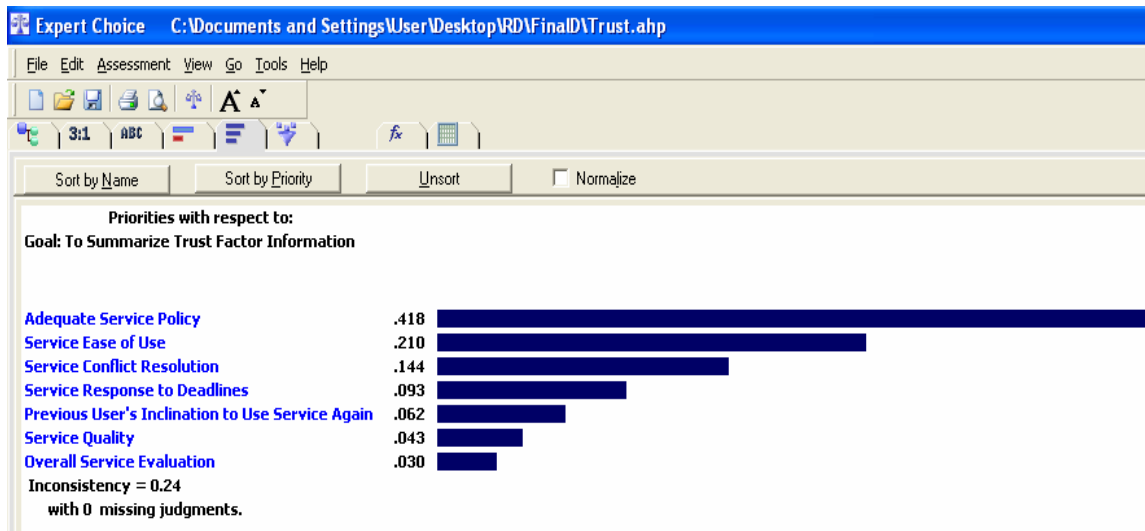 Expert Choice C:\Documents and Settings\User\Desktop\RD\FinalD\Trust.ahp
File Edit Assessment View Go Tools Help
A A
3:1 ABC fx
Sort by Name Sort by Priority Unsort Normalize
Priorities with respect to:
Goal: To Summarize Trust Factor Information
Adequate Service Policy .418
Service Ease of Use .210
Service Conflict Resolution .144
Service Response to Deadlines .093
Previous User's Inclination to Use Service Again .062
Service Quality .043
Overall Service Evaluation .030
Inconsistency = 0.24
with 0 missing judgments.